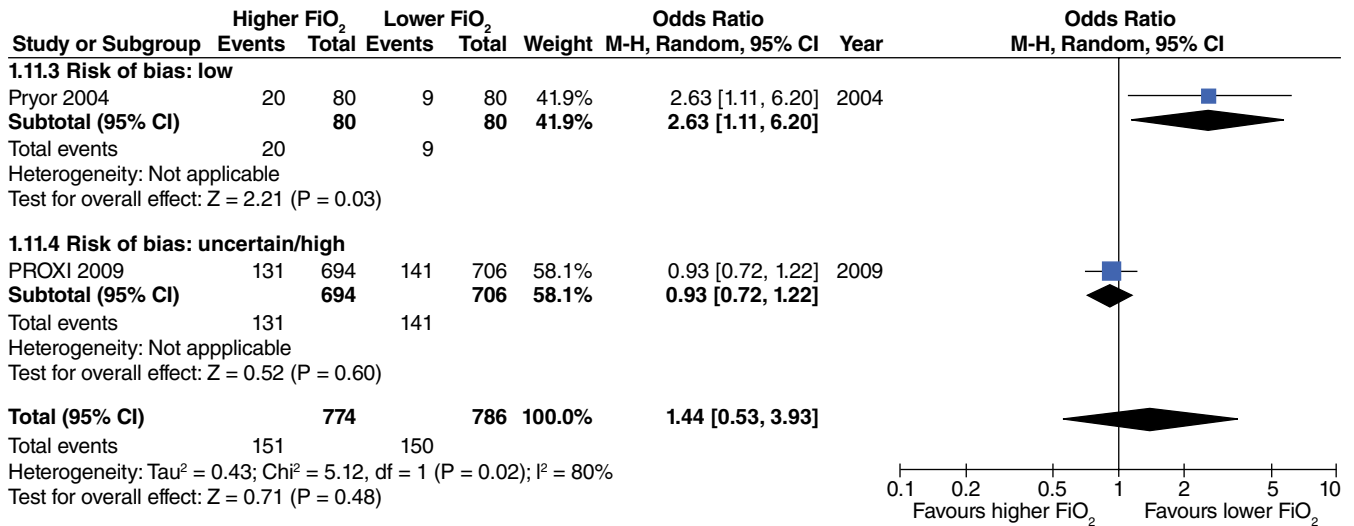 Higher FiO2 Lower FiO2 Odds Ratio Odds Ratio
Study or Subgroup Events Total Events Total Weight M-H, Random, 95% CI Year M-H, Random, 95% CI
1.11.3 Risk of bias: low
Pryor 2004 20 80 9 80 41.9% 2.63 [1.11, 6.20] 2004
Subtotal (95% CI) 80 80 41.9% 2.63 [1.11, 6.20]
Total events 20 9
Heterogeneity: Not applicable
Test for overall effect: Z = 2.21 (P = 0.03)
1.11.4 Risk of bias: uncertain/high
PROXI 2009 131 694 141 706 58.1% 0.93 [0.72, 1.22] 2009
Subtotal (95% CI) 694 706 58.1% 0.93 [0.72, 1.22]
Total events 131 141
Heterogeneity: Not appplicable
Test for overall effect: Z = 0.52 (P = 0.60)
Total (95% CI) 774 786 100.0% 1.44 [0.53, 3.93]
Total events 151 150
Heterogeneity: Tau² = 0.43; Chi² = 5.12, df = 1 (P = 0.02); I² = 80%
Test for overall effect: Z = 0.71 (P = 0.48)
0.1 0.2 0.5 1 2 5 10
Favours higher FiO2 Favours lower FiO2